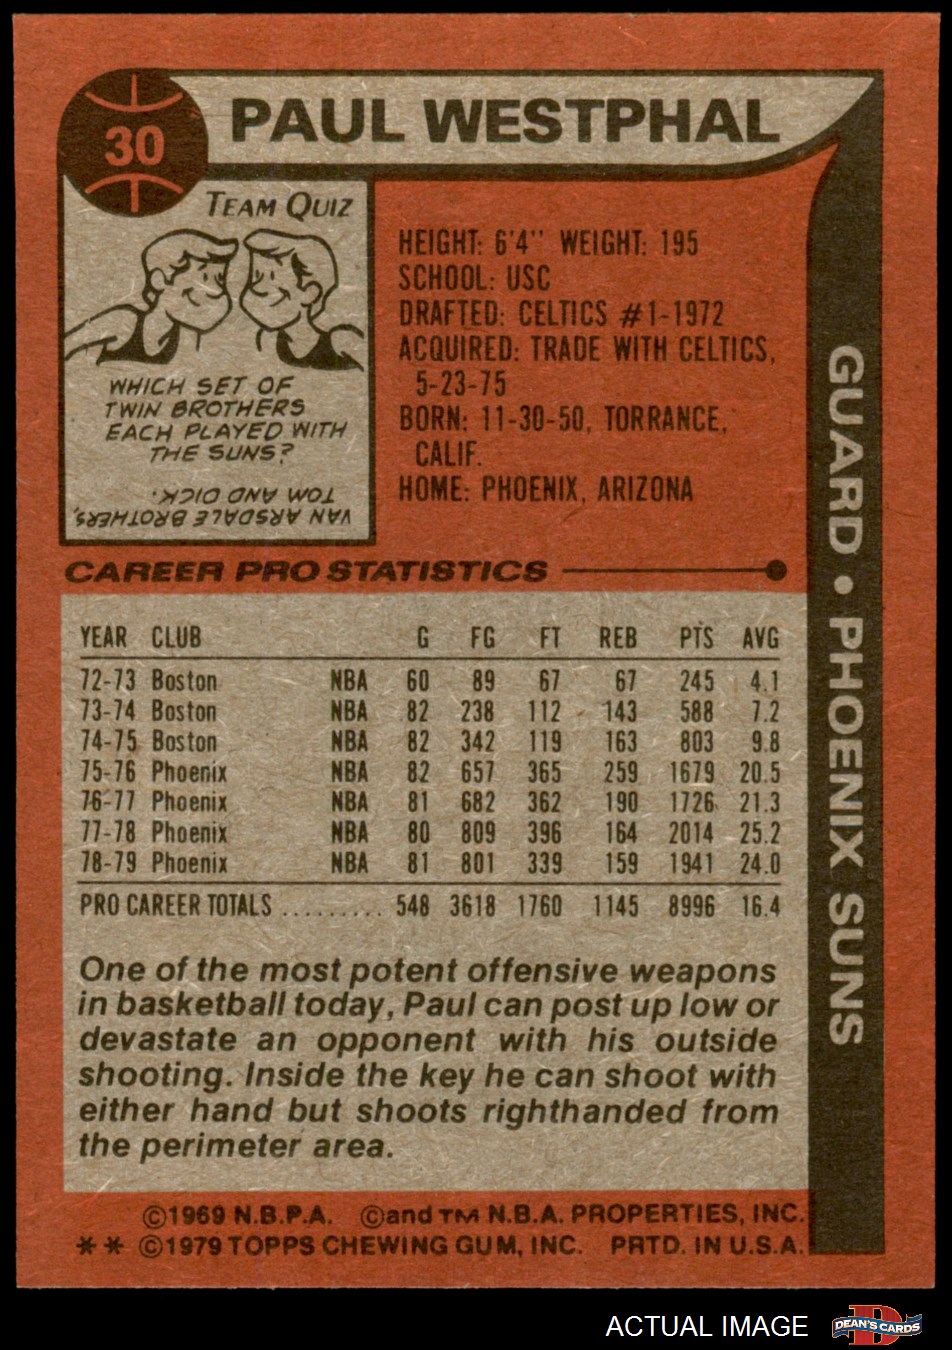 30
PAUL WESTPHAL
TEAM QUIZ
WHICH SET OF
TWIN BROTHERS
EACH PLAYED WITH
THE SUNS?
VAN ARSDALE BROTHERS,
TOM AND DICK.
HEIGHT: 6'4'' WEIGHT: 195
SCHOOL: USC
DRAFTED: CELTICS #1-1972
ACQUIRED: TRADE WITH CELTICS,
5-23-75
BORN: 11-30-50, TORRANCE,
CALIF.
HOME: PHOENIX, ARIZONA
GUARD • PHOENIX SUNS
CAREER PRO STATISTICS
YEAR CLUB G FG FT REB PTS AVG
72-73 Boston NBA 60 89 67 67 245 4.1
73-74 Boston NBA 82 238 112 143 588 7.2
74-75 Boston NBA 82 342 119 163 803 9.8
75-76 Phoenix NBA 82 657 365 259 1679 20.5
76-77 Phoenix NBA 81 682 362 190 1726 21.3
77-78 Phoenix NBA 80 809 396 164 2014 25.2
78-79 Phoenix NBA 81 801 339 159 1941 24.0
PRO CAREER TOTALS ......... 548 3618 1760 1145 8996 16.4
One of the most potent offensive weapons
in basketball today, Paul can post up low or
devastate an opponent with his outside
shooting. Inside the key he can shoot with
either hand but shoots righthanded from
the perimeter area.
©1969 N.B.P.A. ©and TM N.B.A. PROPERTIES, INC.
** ©1979 TOPPS CHEWING GUM, INC. PRTD. IN U.S.A.
ACTUAL IMAGE
DEAN'S CARDS